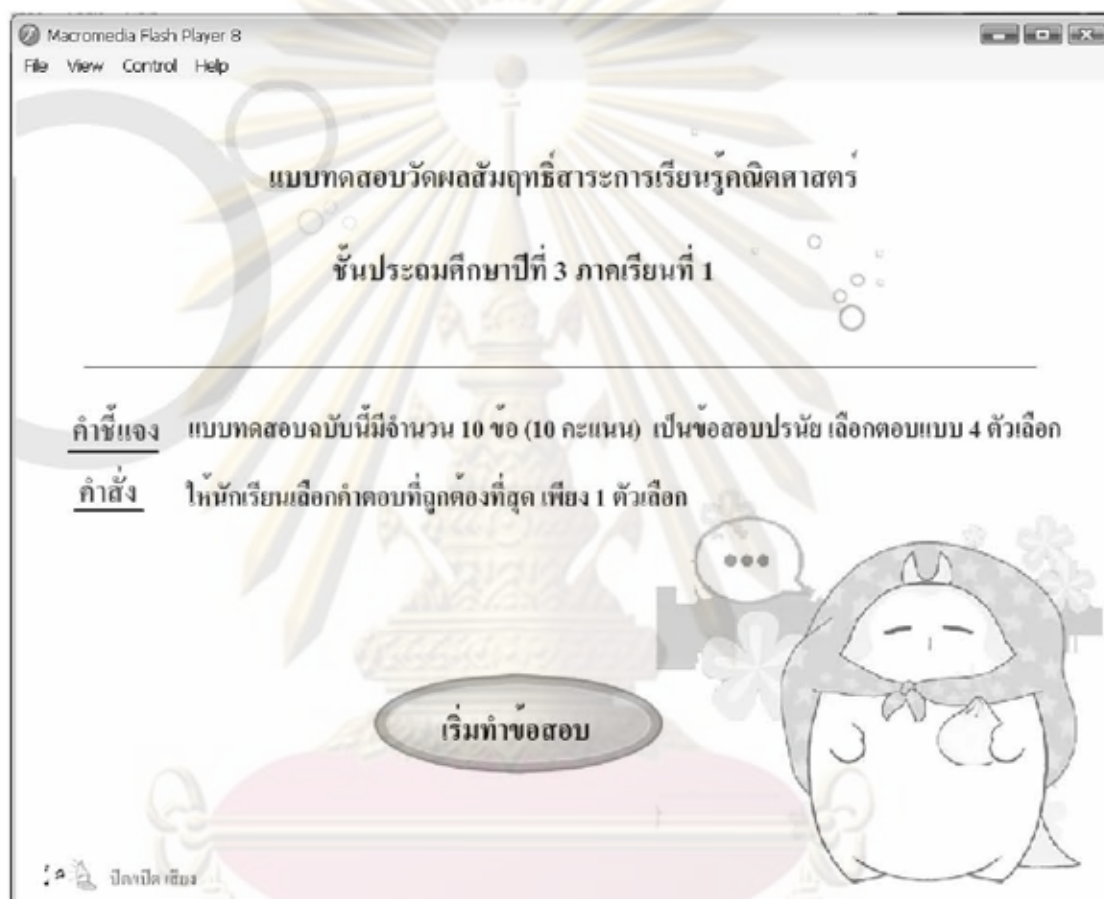 Macromedia Flash Player 8
File View Control Help
แบบทดสอบวัดผลสัมฤทธิ์สาระการเรียนรู้คณิตศาสตร์
ชั้นประถมศึกษาปีที่ 3 ภาคเรียนที่ 1
คำชี้แจง แบบทดสอบฉบับนี้มีจำนวน 10 ข้อ (10 คะแนน) เป็นข้อสอบปรนัย เลือกตอบแบบ 4 ตัวเลือก
คำสั่ง ให้นักเรียนเลือกคำตอบที่ถูกต้องที่สุด เพียง 1 ตัวเลือก
เริ่มทำข้อสอบ
ปิด/เปิด เสียง